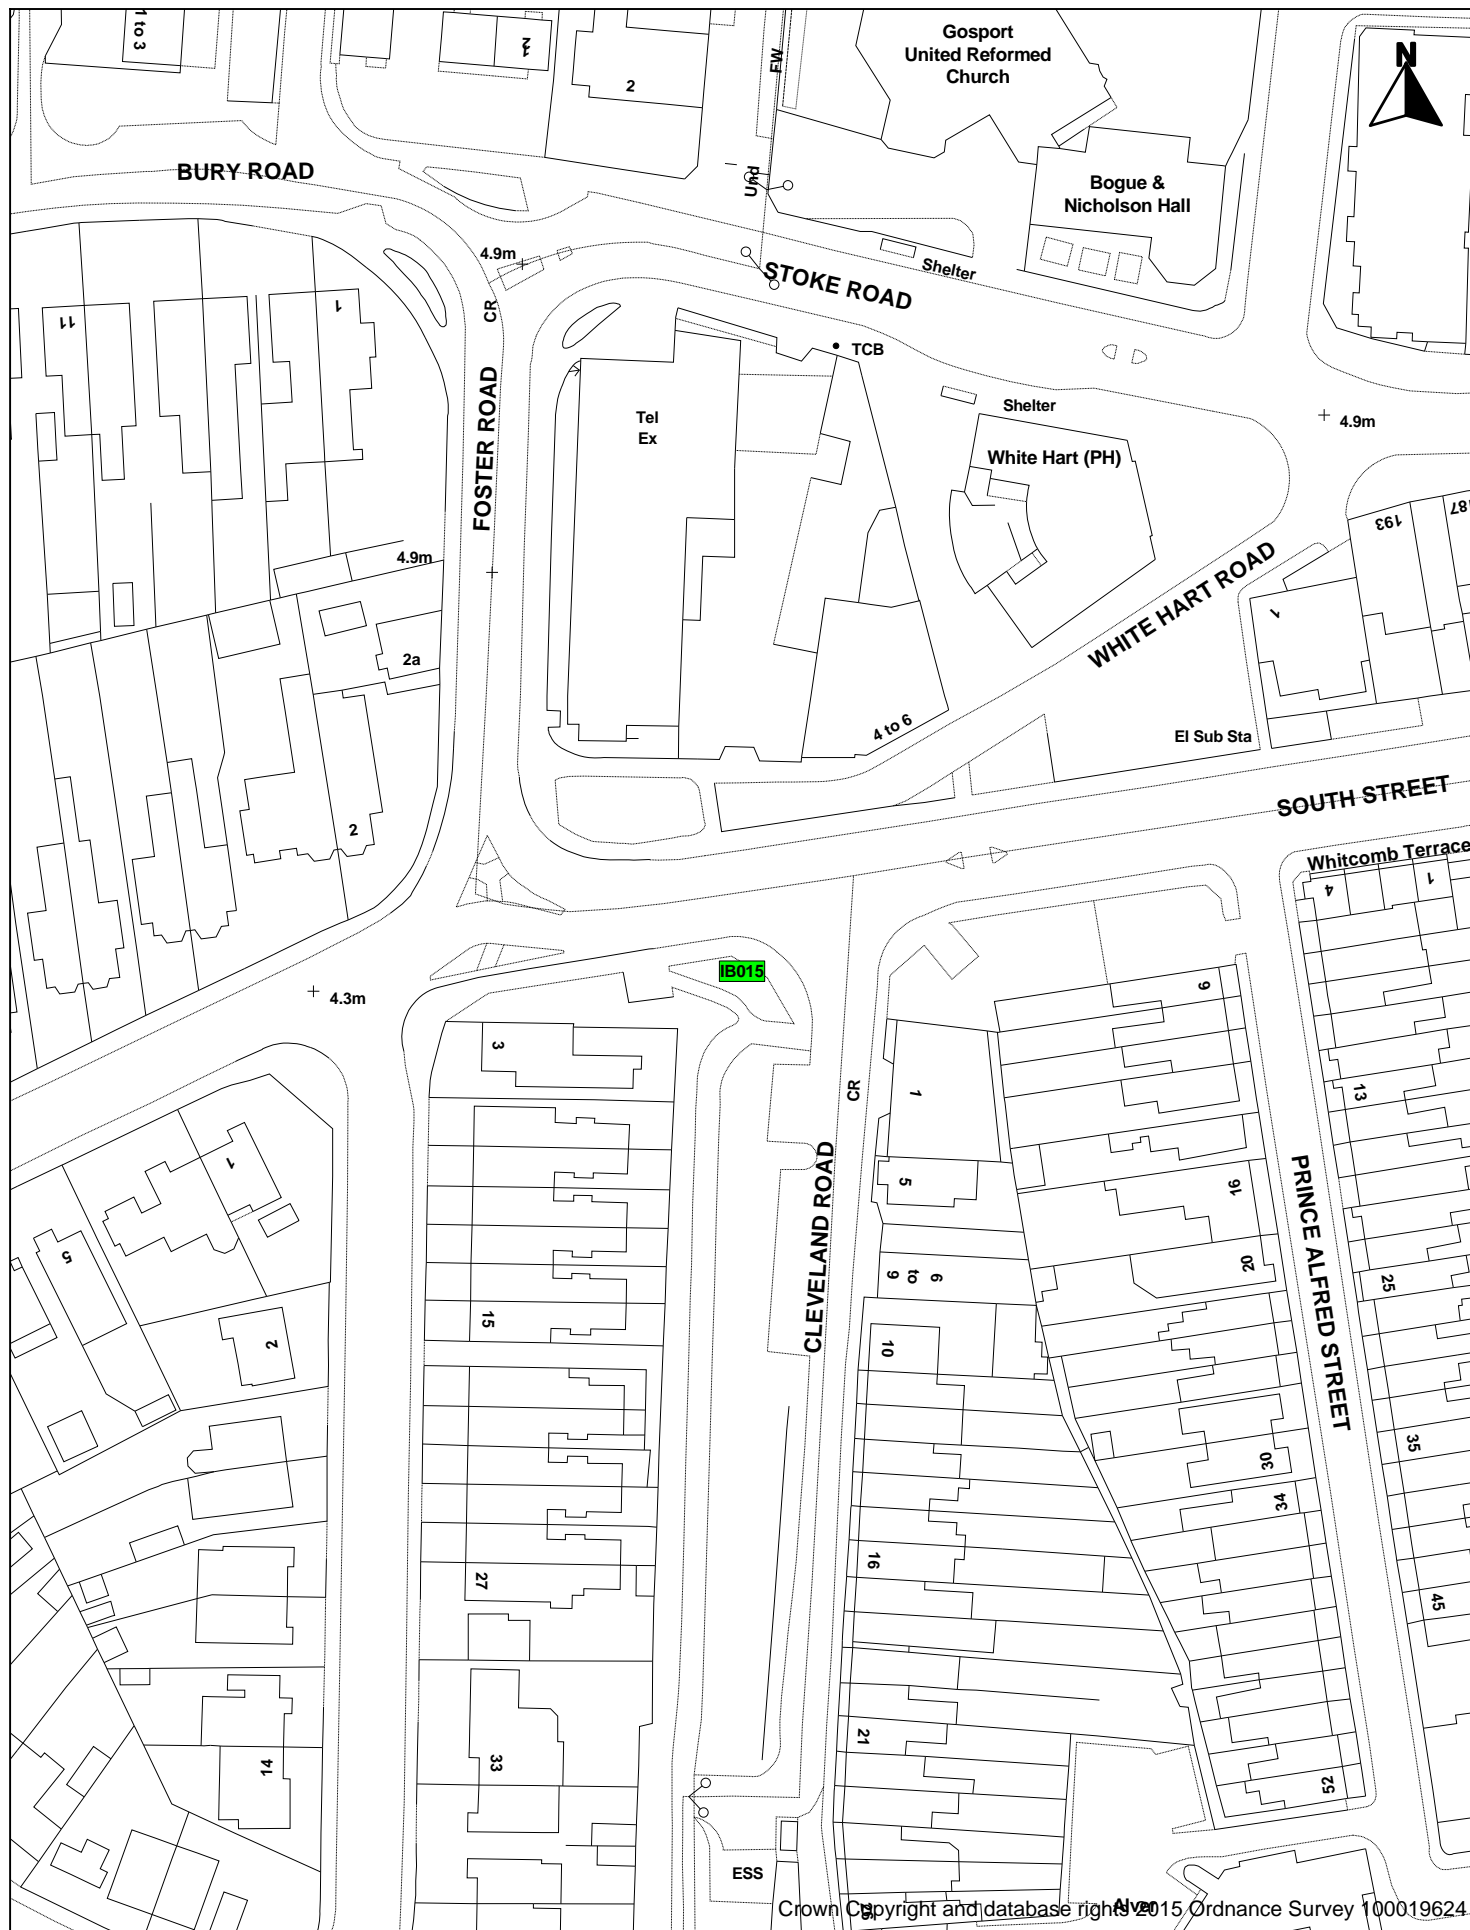 1 to 3
2
FW
Gosport
United Reformed
Church
N
BURY ROAD
Und
Bogue &
Nicholson Hall
4.9m
Shelter
STOKE ROAD
CR
11
1
TCB
Tel
Ex
Shelter
4.9m
FOSTER ROAD
White Hart (PH)
193
187
4.9m
WHITE HART ROAD
1
2a
4 to 6
El Sub Sta
SOUTH STREET
2
Whitcomb Terrace
4
1
IB015
4.3m
9
3
CR
1
13
CLEVELAND ROAD
PRINCE ALFRED STREET
1
5
16
5
6
to
9
20
25
15
2
10
35
30
34
16
27
45
21
33
14
52
ESS
Crown Copyright and database rights 2015 Ordnance Survey 100019624